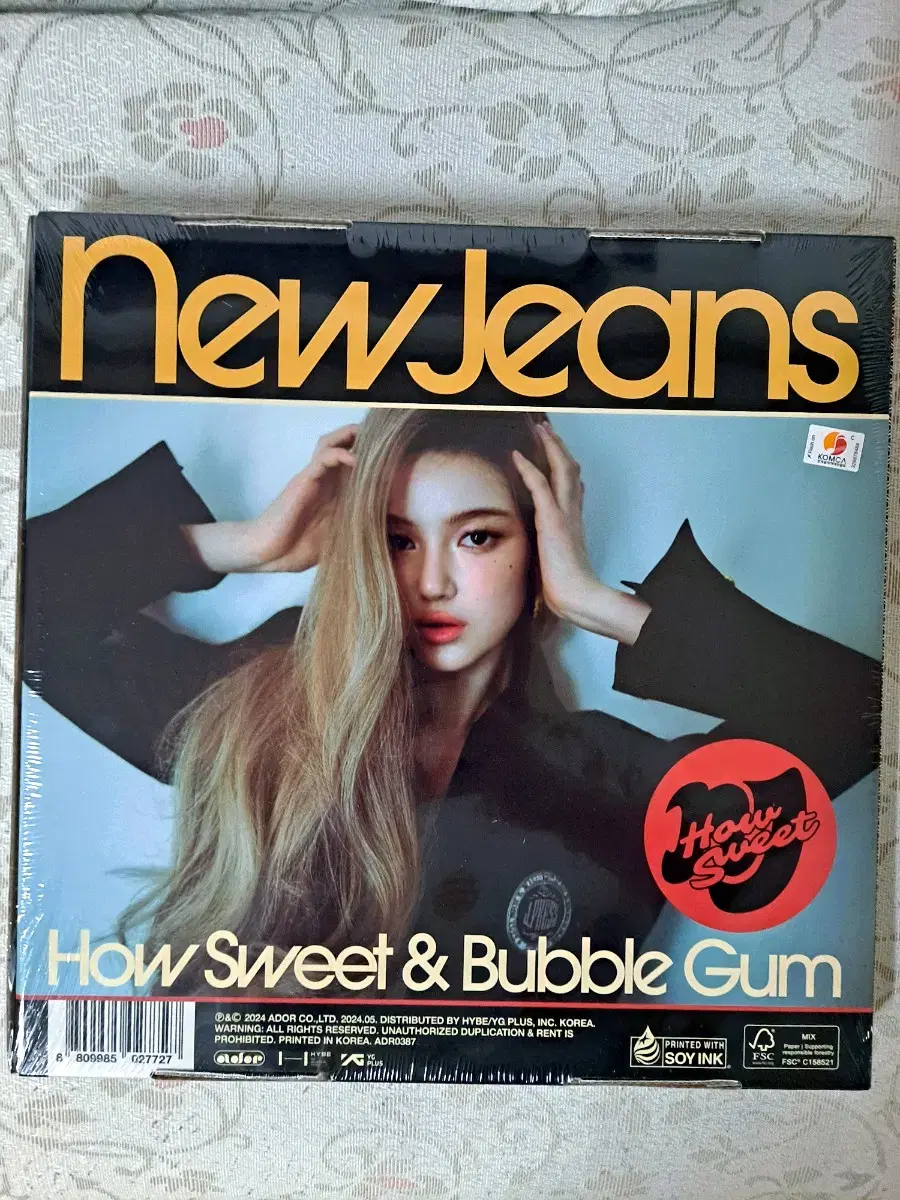 NewJeans
KOMCA
How
Sweet
How Sweet & Bubble Gum
8 809985 027727
℗&© 2024 ADOR CO.,LTD. 2024.05. DISTRIBUTED BY HYBE/YG PLUS, INC. KOREA.
WARNING: ALL RIGHTS RESERVED. UNAUTHORIZED DUPLICATION & RENT IS
PROHIBITED. PRINTED IN KOREA. ADR0387
ador
HYBE
YG
PLUS
PRINTED WITH
SOY INK
FSC
MIX
Paper | Supporting
responsible forestry
FSC® C158521